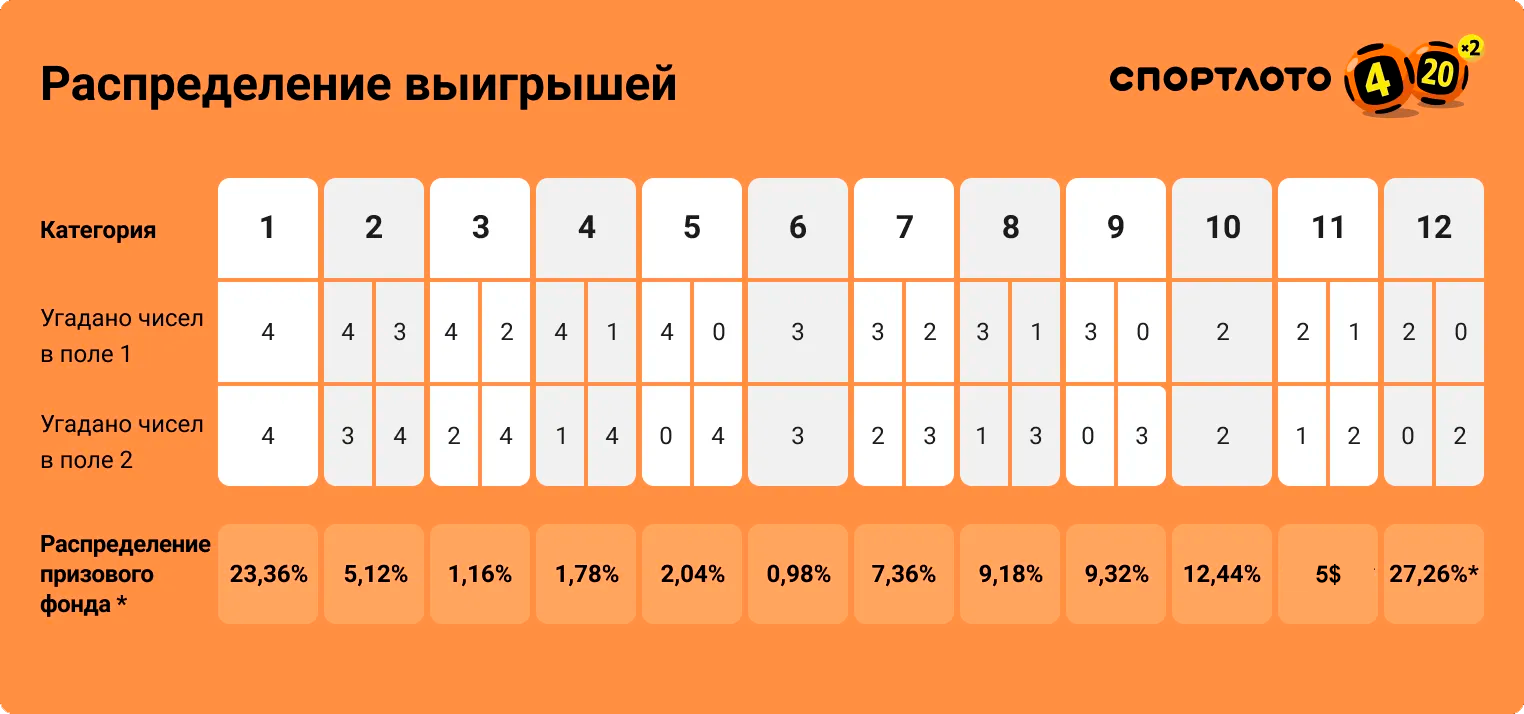 Распределение выигрышей
СПОРТЛОТО 4 20 ×2
Категория 1 2 3 4 5 6 7 8 9 10 11 12
Угадано чисел
в поле 1
4 4 3 4 2 4 1 4 0 3 3 2 3 1 3 0 2 2 1 2 0
Угадано чисел
в поле 2
4 3 4 2 4 1 4 0 4 3 2 3 1 3 0 3 2 1 2 0 2
Распределение
призового
фонда *
23,36% 5,12% 1,16% 1,78% 2,04% 0,98% 7,36% 9,18% 9,32% 12,44% 5$ 27,26%*